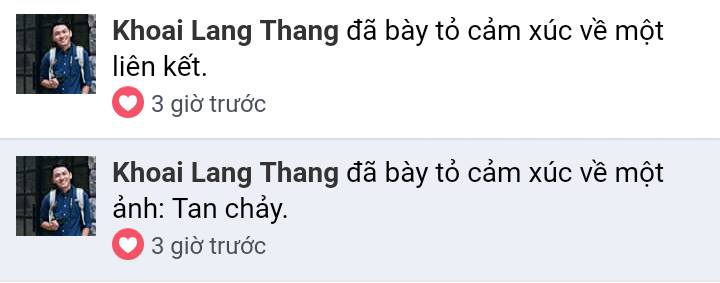 Khoai Lang Thang đã bày tỏ cảm xúc về một
liên kết.
3 giờ trước
Khoai Lang Thang đã bày tỏ cảm xúc về một
ảnh: Tan chảy.
3 giờ trước